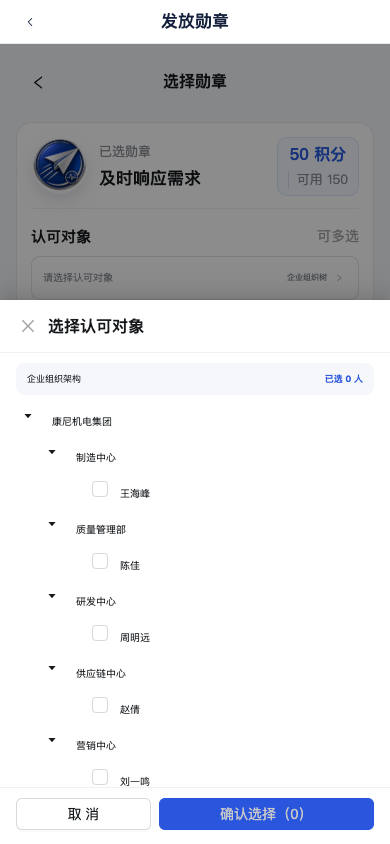 发放勋章
选择勋章
已选勋章
及时响应需求
50 积分
可用 150
认可对象
可多选
请选择认可对象
企业组织树
选择认可对象
企业组织架构
已选 0 人
康尼机电集团
制造中心
王海峰
质量管理部
陈佳
研发中心
周明远
供应链中心
赵倩
营销中心
刘一鸣
取 消
确认选择（0）